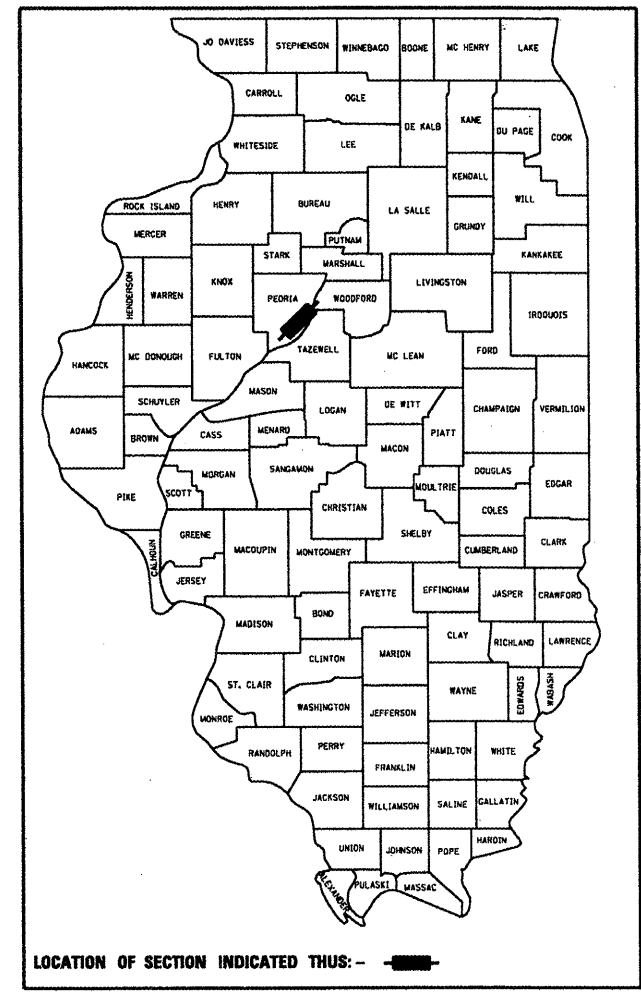 JO DAVIESS
STEPHENSON
WINNEBAGO
BOONE
MC HENRY
LAKE
CARROLL
OGLE
DE KALB
KANE
DU PAGE
COOK
WHITESIDE
LEE
KENDALL
WILL
ROCK ISLAND
HENRY
BUREAU
LA SALLE
GRUNDY
MERCER
PUTNAM
STARK
MARSHALL
KANKAKEE
HENDERSON
WARREN
KNOX
PEORIA
WOODFORD
LIVINGSTON
IROQUOIS
HANCOCK
MC DONOUGH
FULTON
TAZEWELL
MC LEAN
FORD
SCHUYLER
MASON
LOGAN
DE WITT
CHAMPAIGN
VERMILION
ADAMS
BROWN
CASS
MENARD
PIATT
MACON
PIKE
SCOTT
MORGAN
SANGAMON
MOULTRIE
DOUGLAS
EDGAR
CHRISTIAN
COLES
CALHOUN
GREENE
MACOUPIN
MONTGOMERY
SHELBY
CUMBERLAND
CLARK
JERSEY
FAYETTE
EFFINGHAM
JASPER
CRAWFORD
MADISON
BOND
CLAY
RICHLAND
LAWRENCE
CLINTON
MARION
ST. CLAIR
WAYNE
EDWARDS
WABASH
MONROE
WASHINGTON
JEFFERSON
RANDOLPH
PERRY
HAMILTON
WHITE
FRANKLIN
JACKSON
WILLIAMSON
SALINE
GALLATIN
UNION
JOHNSON
POPE
HARDIN
ALEXANDER
PULASKI
MASSAC
LOCATION OF SECTION INDICATED THUS: -